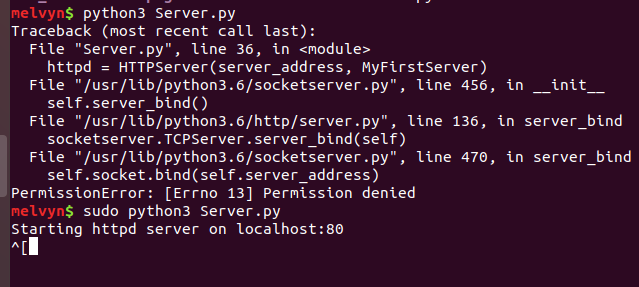 melvyn$ python3 Server.py
Traceback (most recent call last):
  File "Server.py", line 36, in <module>
    httpd = HTTPServer(server_address, MyFirstServer)
  File "/usr/lib/python3.6/socketserver.py", line 456, in __init__
    self.server_bind()
  File "/usr/lib/python3.6/http/server.py", line 136, in server_bind
    socketserver.TCPServer.server_bind(self)
  File "/usr/lib/python3.6/socketserver.py", line 470, in server_bind
    self.socket.bind(self.server_address)
PermissionError: [Errno 13] Permission denied
melvyn$ sudo python3 Server.py
Starting httpd server on localhost:80
^[